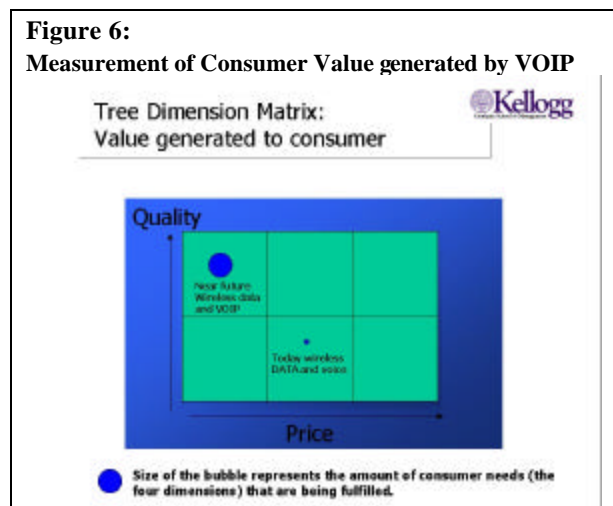 Figure 6:
Measurement of Consumer Value generated by VOIP
Tree Dimension Matrix:
Value generated to consumer
Kellogg
Quality
Near future
Wireless data
and VOIP
Today wireless
DATA and voice
Price
Size of the bubble represents the amount of consumer needs (the
four dimensions) that are being fulfilled.